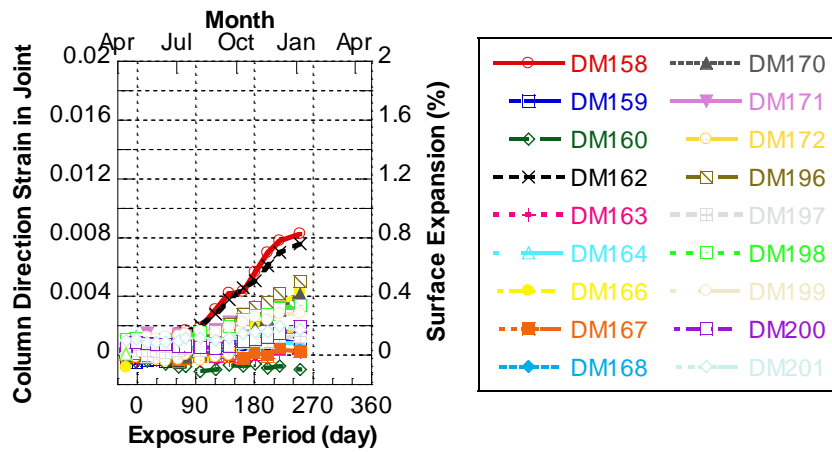 Month
Apr Jul Oct Jan Apr
0.02 2
0.016 1.6
0.012 1.2
0.008 0.8
0.004 0.4
0 0
0 90 180 270 360
Exposure Period (day)
Column Direction Strain in Joint
Surface Expansion (%)
DM158 DM170
DM159 DM171
DM160 DM172
DM162 DM196
DM163 DM197
DM164 DM198
DM166 DM199
DM167 DM200
DM168 DM201